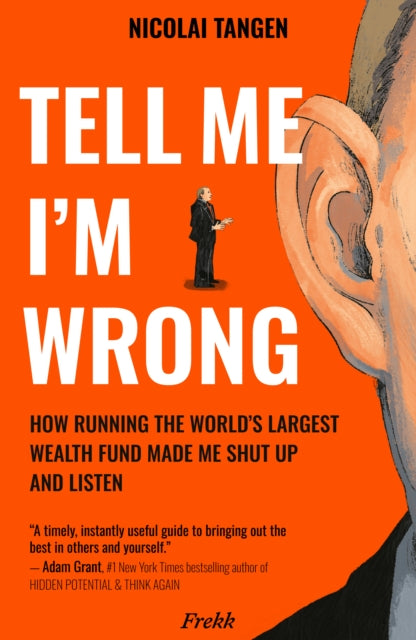 NICOLAI TANGEN
TELL ME
I'M
WRONG
HOW RUNNING THE WORLD'S LARGEST
WEALTH FUND MADE ME SHUT UP
AND LISTEN
“A timely, instantly useful guide to bringing out the
best in others and yourself.”
— Adam Grant, #1 New York Times bestselling author of
HIDDEN POTENTIAL & THINK AGAIN
Frekk